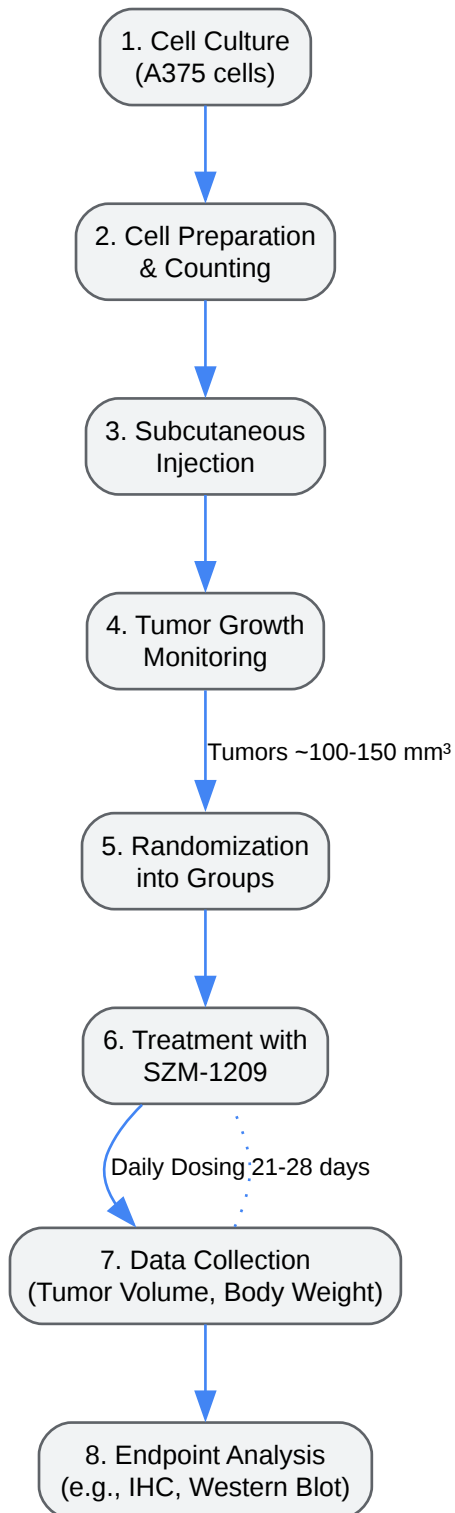 1. Cell Culture
(A375 cells)
2. Cell Preparation
& Counting
3. Subcutaneous
Injection
4. Tumor Growth
Monitoring
Tumors ~100-150 mm³
5. Randomization
into Groups
6. Treatment with
SZM-1209
Daily Dosing 21-28 days
7. Data Collection
(Tumor Volume, Body Weight)
8. Endpoint Analysis
(e.g., IHC, Western Blot)